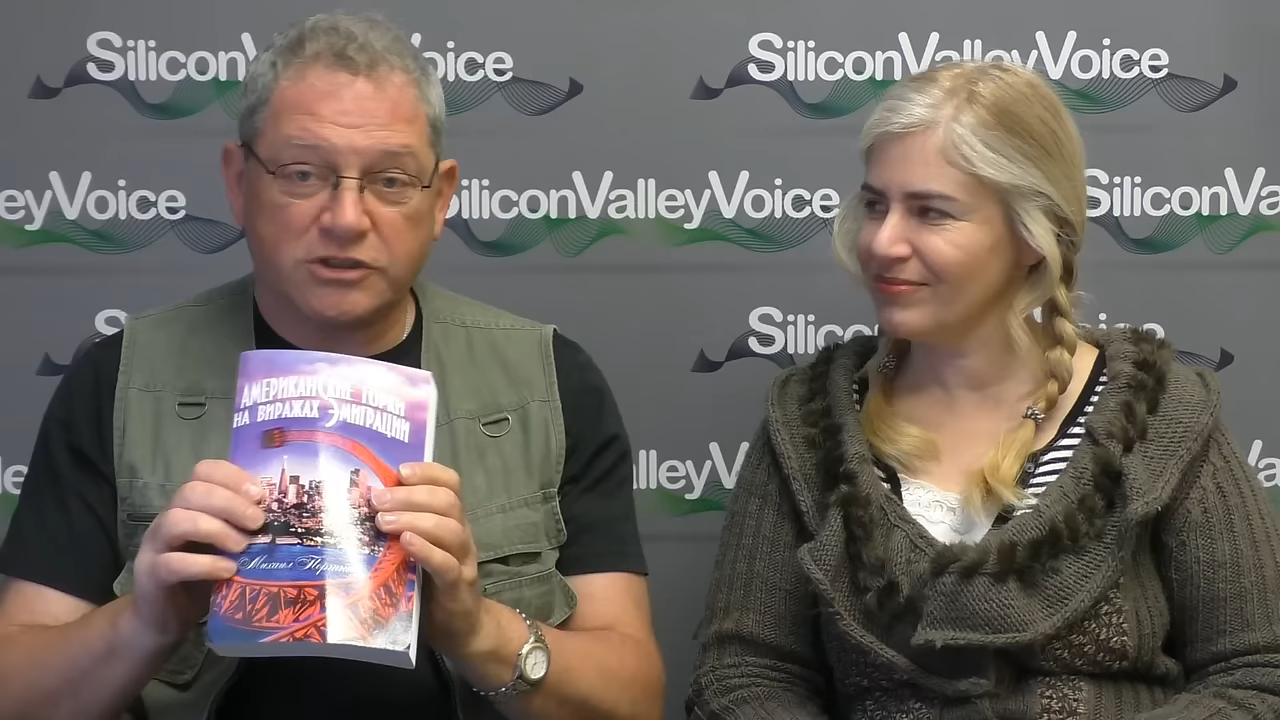 SiliconValleyVoice
SiliconValleyVoice
SiliconValleyVoice
АМЕРИКАНСКИЕ ГОРКИ
НА ВИРАЖАХ ЭМИГРАЦИИ
Михаил